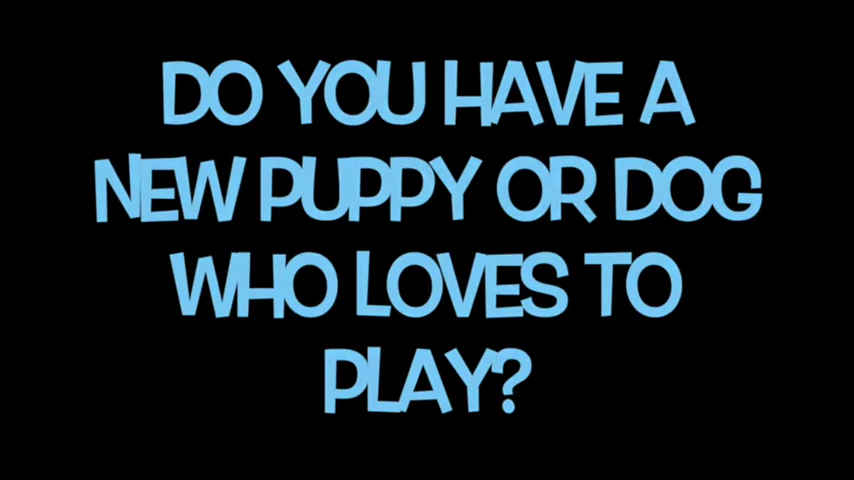 DO YOU HAVE A
NEW PUPPY OR DOG
WHO LOVES TO
PLAY?